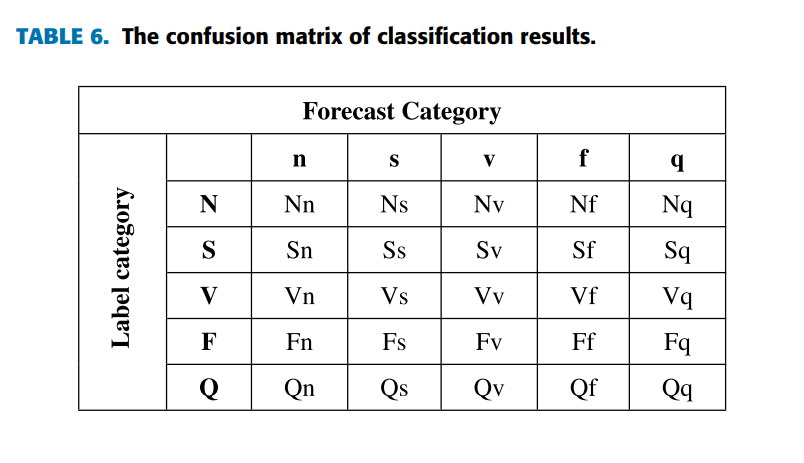 TABLE 6. The confusion matrix of classification results.
Forecast Category
Label category
n s v f q
N Nn Ns Nv Nf Nq
S Sn Ss Sv Sf Sq
V Vn Vs Vv Vf Vq
F Fn Fs Fv Ff Fq
Q Qn Qs Qv Qf Qq